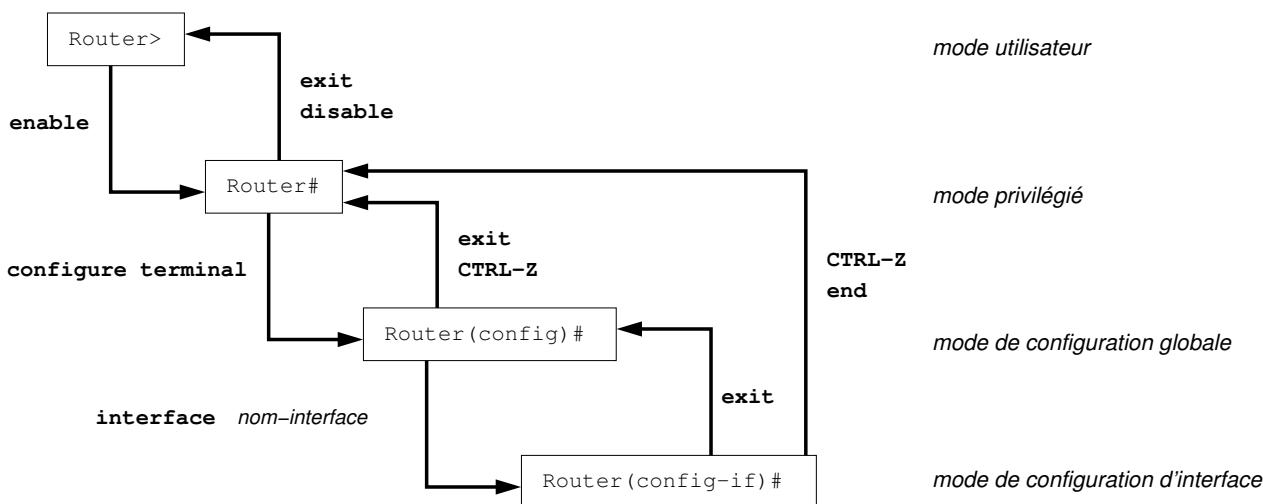 Router>
mode utilisateur
exit
disable
enable
Router#
mode privilégié
exit
CTRL−Z
configure terminal
CTRL−Z
end
Router(config)#
mode de configuration globale
exit
interface nom−interface
Router(config−if)#
mode de configuration d'interface